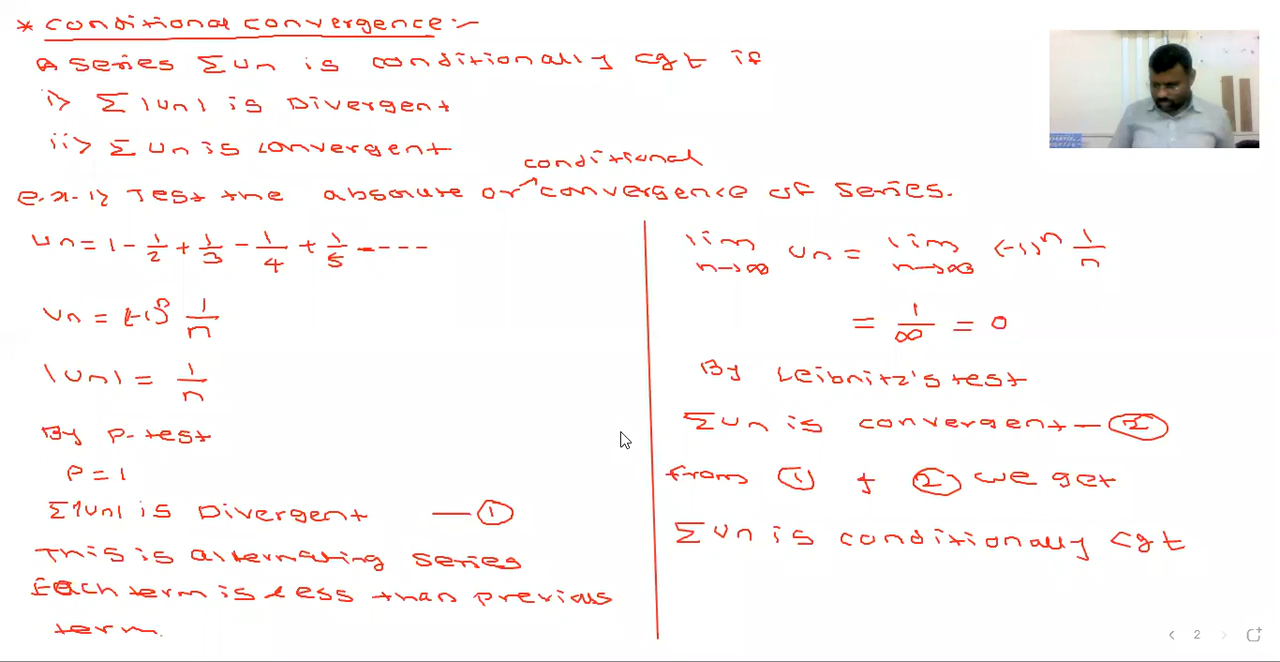 * conditional convergence :-
A series Σ un is conditionally cgt if
i> Σ |un| is Divergent
ii> Σ un is convergent
conditional
e.x.1) Test the absolute or convergence of series.
un = 1 - 1/2 + 1/3 - 1/4 + 1/5 ----
un = (-1)^n 1/n
|un| = 1/n
By P-test
P = 1
Σ|un| is Divergent — ①
This is alternating series
Each term is less than previous
term.
lim n→∞ un = lim n→∞ (-1)^n 1/n
= 1/∞ = 0
By Leibnitz's test
Σ un is convergent — ②
from ① & ② we get
Σ un is conditionally cgt
2